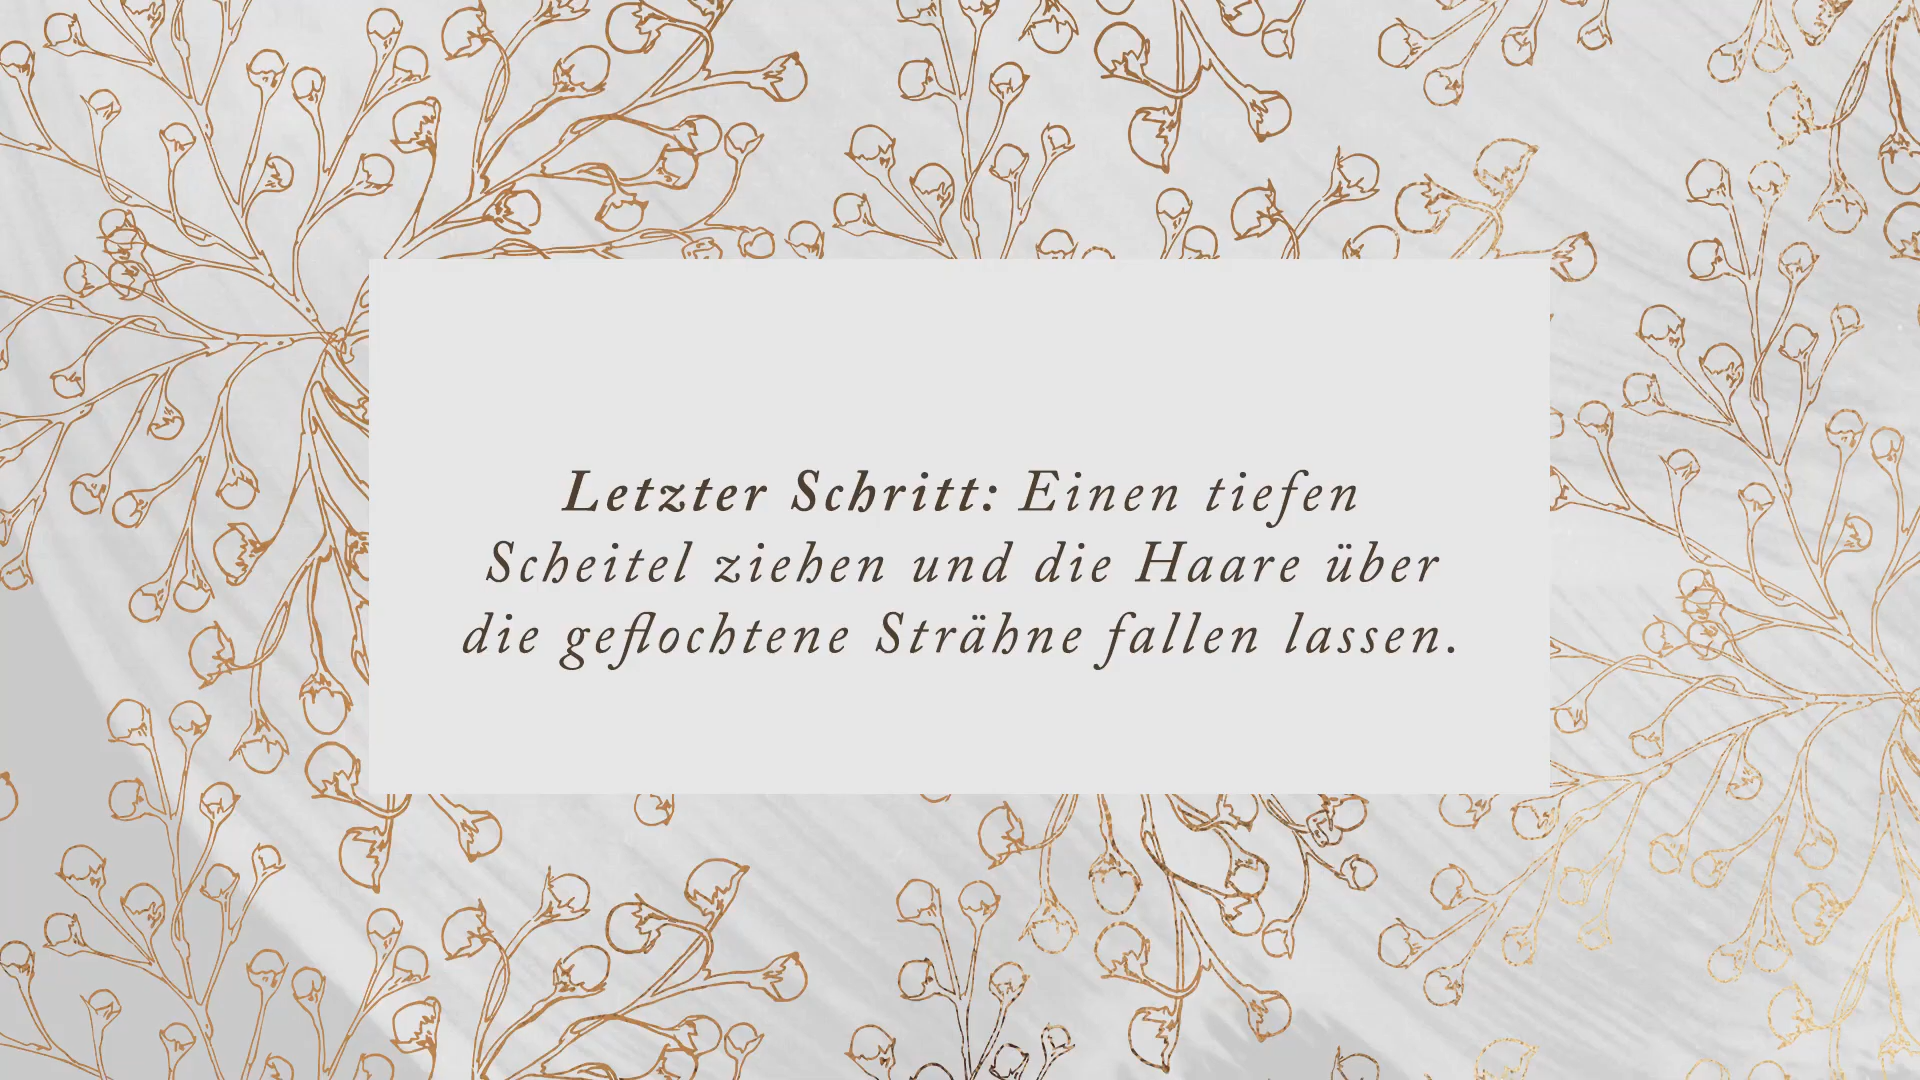 Letzter Schritt: Einen tiefen
Scheitel ziehen und die Haare über
die geflochtene Strähne fallen lassen.